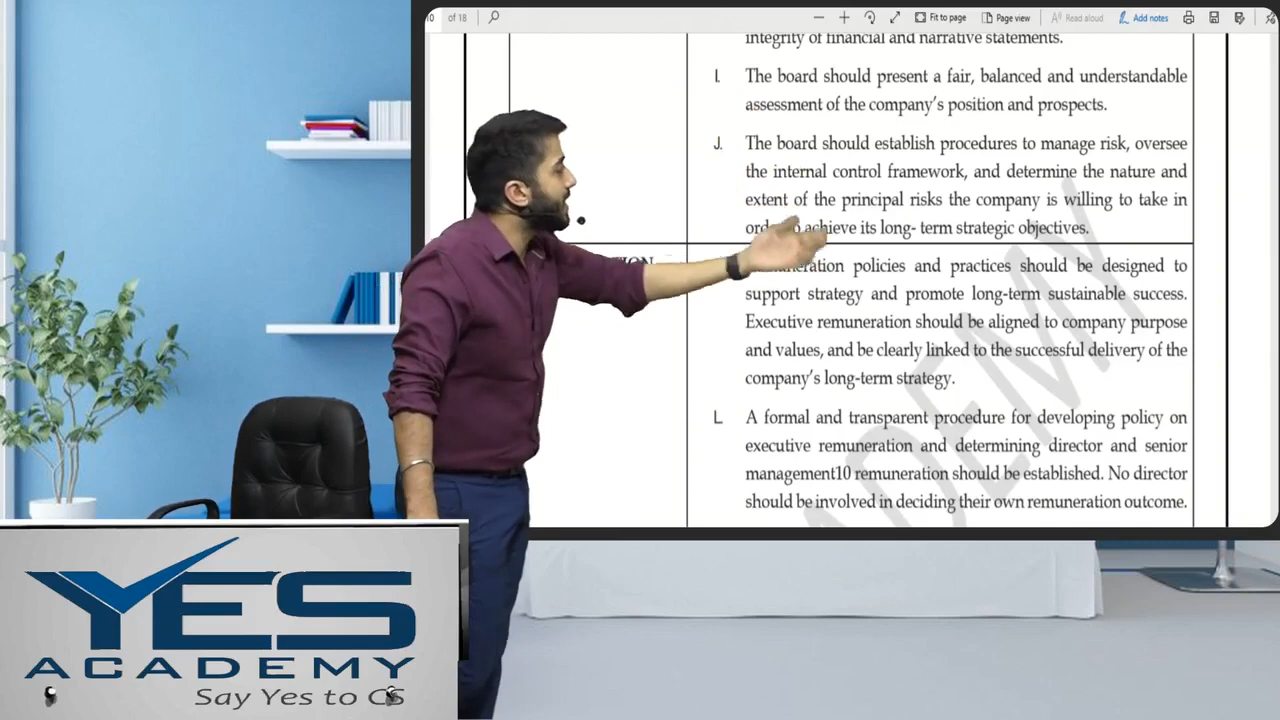 of 18
Fit to page
Page view
Read aloud
Add notes
integrity of financial and narrative statements.
I. The board should present a fair, balanced and understandable
assessment of the company's position and prospects.
J. The board should establish procedures to manage risk, oversee
the internal control framework, and determine the nature and
extent of the principal risks the company is willing to take in
achieve its long- term strategic objectives.
policies and practices should be designed to
support strategy and promote long-term sustainable success.
Executive remuneration should be aligned to company purpose
and values, and be clearly linked to the successful delivery of the
company's long-term strategy.
L. A formal and transparent procedure for developing policy on
executive remuneration and determining director and senior
management10 remuneration should be established. No director
should be involved in deciding their own remuneration outcome.
YES
ACADEMY
Say Yes to CS